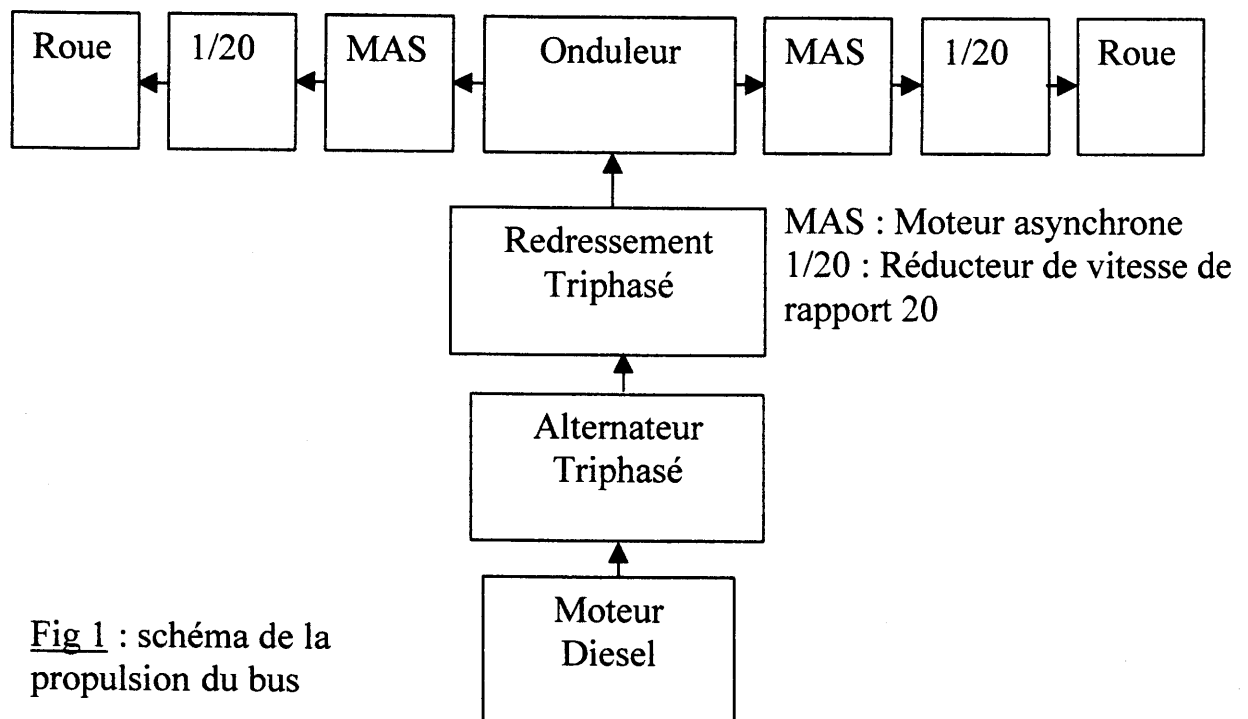 Roue
1/20
MAS
Onduleur
MAS
1/20
Roue
Redressement
Triphasé
MAS : Moteur asynchrone
1/20 : Réducteur de vitesse de
rapport 20
Alternateur
Triphasé
Moteur
Diesel
Fig 1 : schéma de la
propulsion du bus